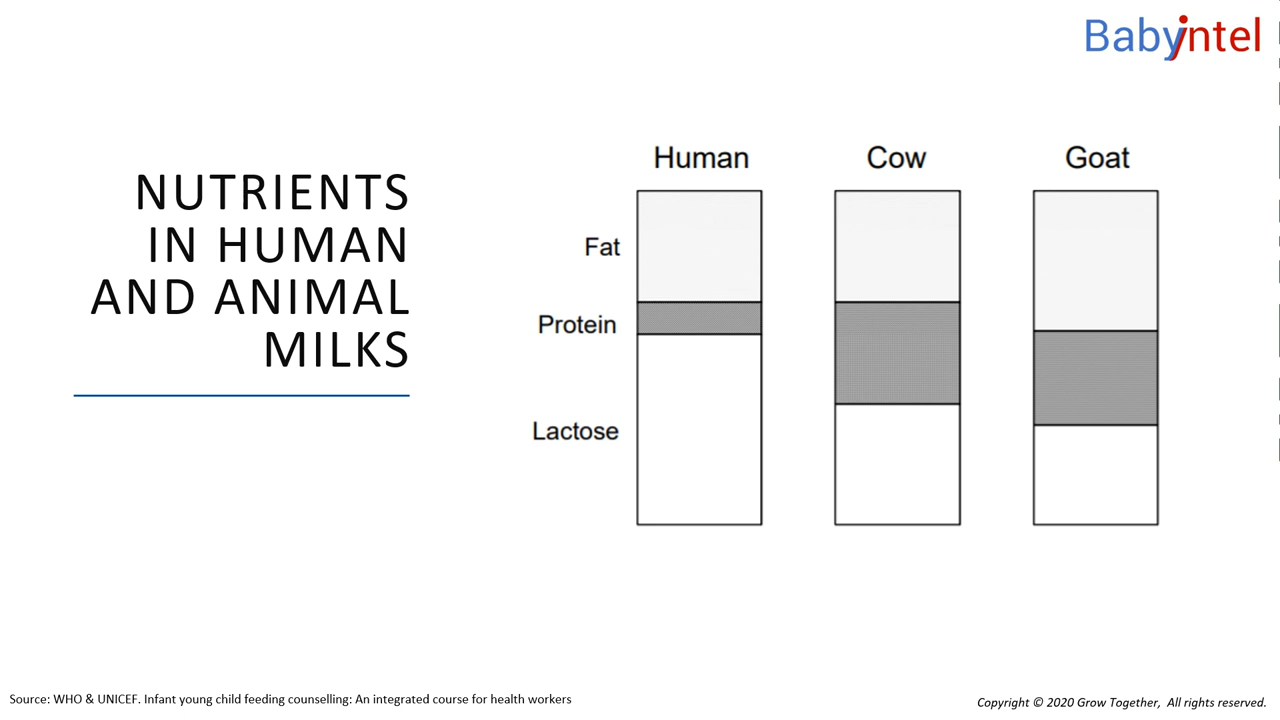 Babyintel
NUTRIENTS
IN HUMAN
AND ANIMAL
MILKS
Human Cow Goat
Fat
Protein
Lactose
Source: WHO & UNICEF. Infant young child feeding counselling: An integrated course for health workers
Copyright © 2020 Grow Together, All rights reserved.